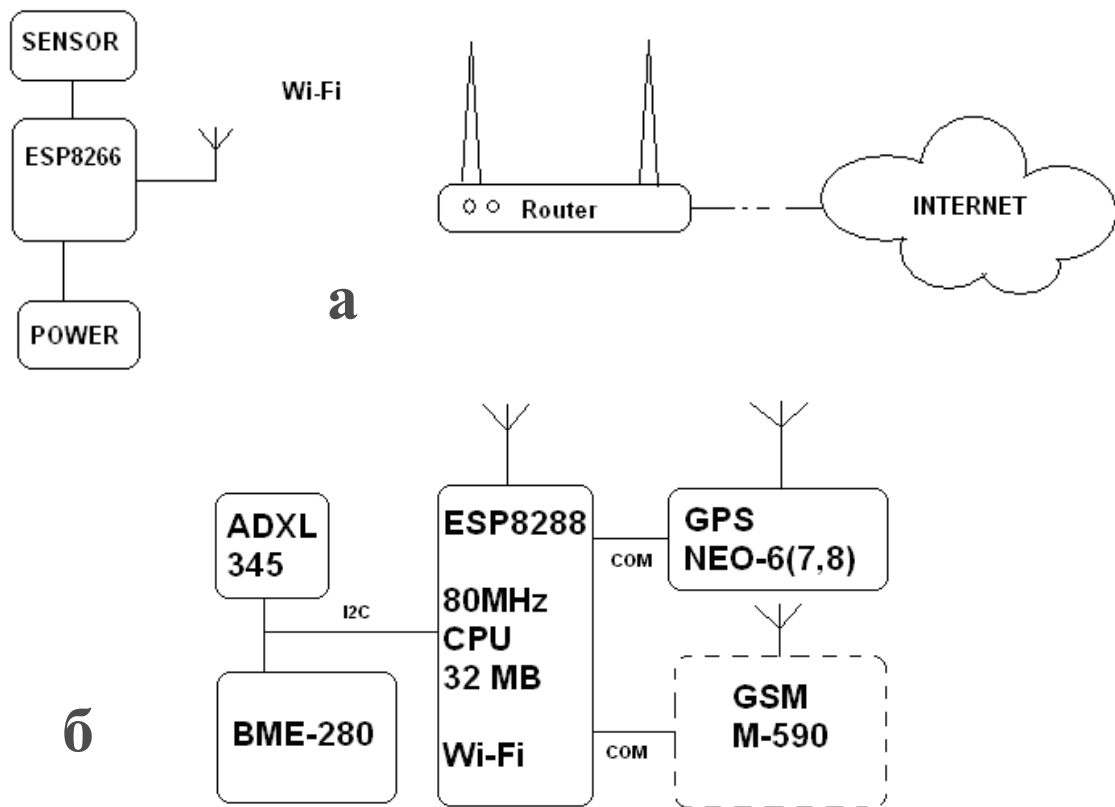 SENSOR
ESP8266
POWER
Wi-Fi
Router
INTERNET
а
ADXL
345
I2C
BME-280
ESP8288
80MHz
CPU
32 MB
Wi-Fi
COM
GPS
NEO-6(7,8)
COM
GSM
M-590
б